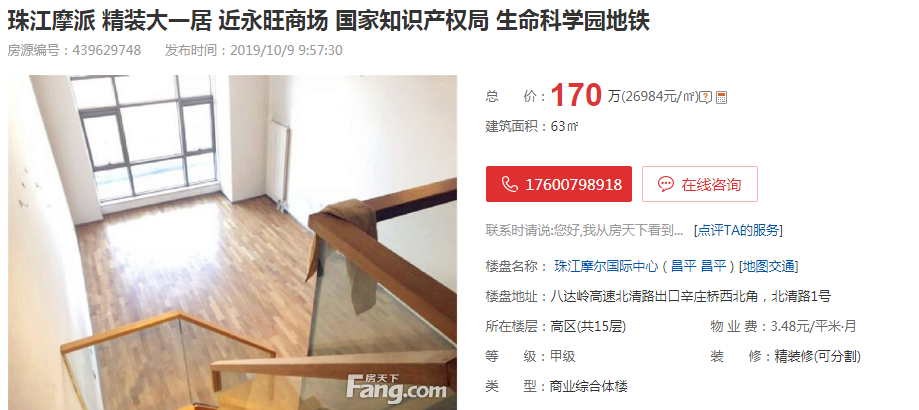 珠江摩派 精装大一居 近永旺商场 国家知识产权局 生命科学园地铁
房源编号：439629748 发布时间：2019/10/9 9:57:30
总 价：170 万(26984元/㎡)
建筑面积：63㎡
17600798918 在线咨询
联系时请说:您好,我从房天下看到... [点评TA的服务]
楼盘名称： 珠江摩尔国际中心 ( 昌平 昌平 ) [地图交通]
楼盘地址：八达岭高速北清路出口辛庄桥西北角，北清路1号
所在楼层：高区(共15层) 物 业 费：3.48元/平米·月
等 级：甲级 装 修：精装修(可分割)
类 型：商业综合体楼
房天下
Fang.com